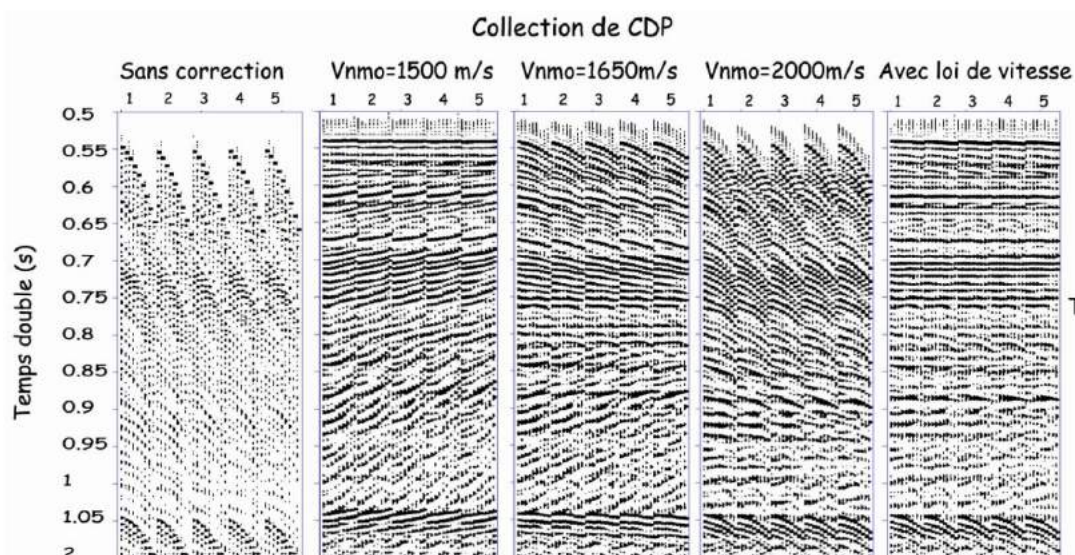 Collection de CDP
Sans correction Vnmo=1500 m/s Vnmo=1650m/s Vnmo=2000m/s Avec loi de vitesse
1 2 3 4 5 1 2 3 4 5 1 2 3 4 5 1 2 3 4 5 1 2 3 4 5
Temps double (s)
0.5
0.55
0.6
0.65
0.7
0.75
T
0.8
0.85
0.9
0.95
1
1.05